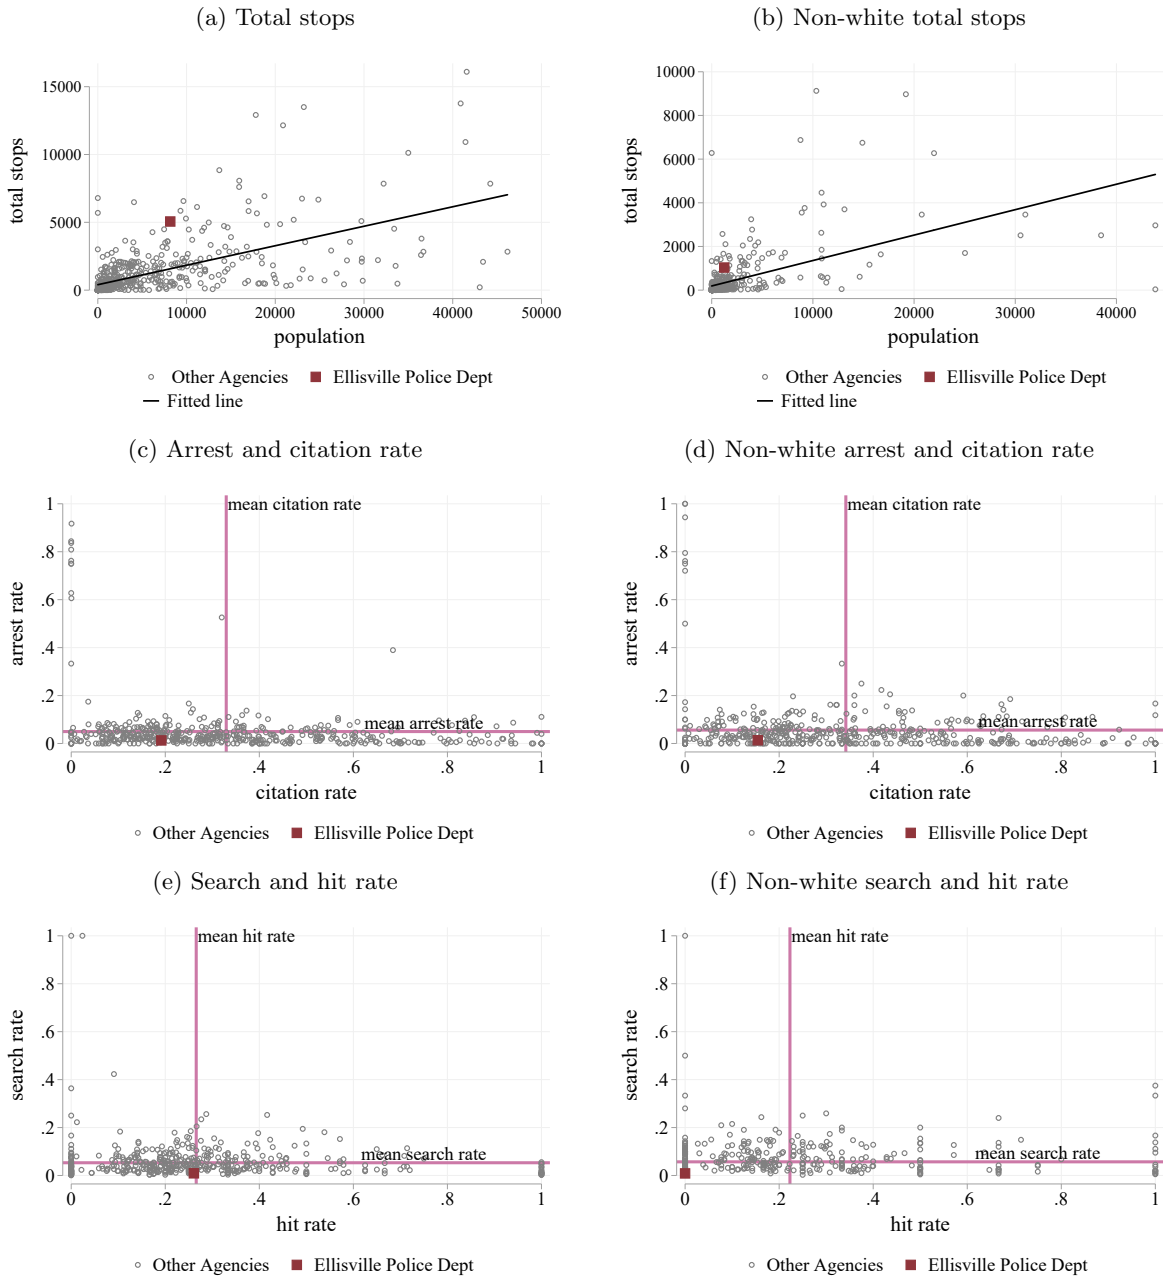 (a) Total stops
(b) Non-white total stops
total stops
15000
10000
5000
0
0 10000 20000 30000 40000 50000
population
Other Agencies Ellisville Police Dept
Fitted line
total stops
10000
8000
6000
4000
2000
0
0 10000 20000 30000 40000
population
Other Agencies Ellisville Police Dept
Fitted line
(c) Arrest and citation rate
(d) Non-white arrest and citation rate
arrest rate
1
.8
.6
.4
.2
0
mean citation rate
mean arrest rate
0 .2 .4 .6 .8 1
citation rate
Other Agencies Ellisville Police Dept
arrest rate
1
.8
.6
.4
.2
0
mean citation rate
mean arrest rate
0 .2 .4 .6 .8 1
citation rate
Other Agencies Ellisville Police Dept
(e) Search and hit rate
(f) Non-white search and hit rate
search rate
1
.8
.6
.4
.2
0
mean hit rate
mean search rate
0 .2 .4 .6 .8 1
hit rate
Other Agencies Ellisville Police Dept
search rate
1
.8
.6
.4
.2
0
mean hit rate
mean search rate
0 .2 .4 .6 .8 1
hit rate
Other Agencies Ellisville Police Dept